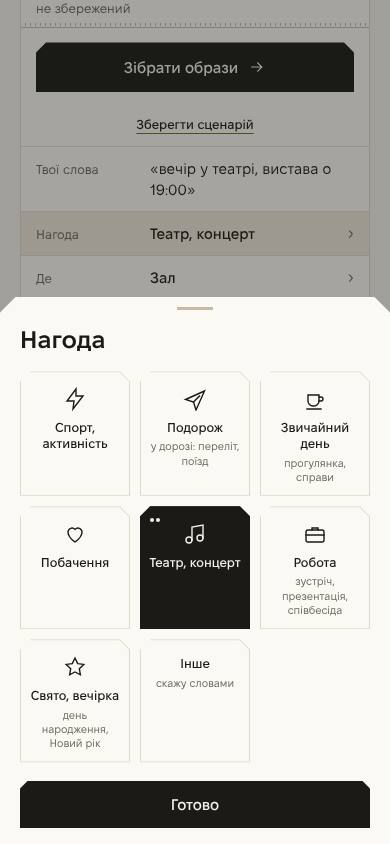 не збережений
Зібрати образи →
Зберегти сценарій
Твої слова
«вечір у театрі, вистава о
19:00»
Нагода
Театр, концерт
Де
Зал
Нагода
Спорт,
активність
Подорож
у дорозі: переліт,
поїзд
Звичайний
день
прогулянка,
справи
Побачення
Театр, концерт
Робота
зустріч,
презентація,
співбесіда
Свято, вечірка
день
народження,
Новий рік
Інше
скажу словами
Готово